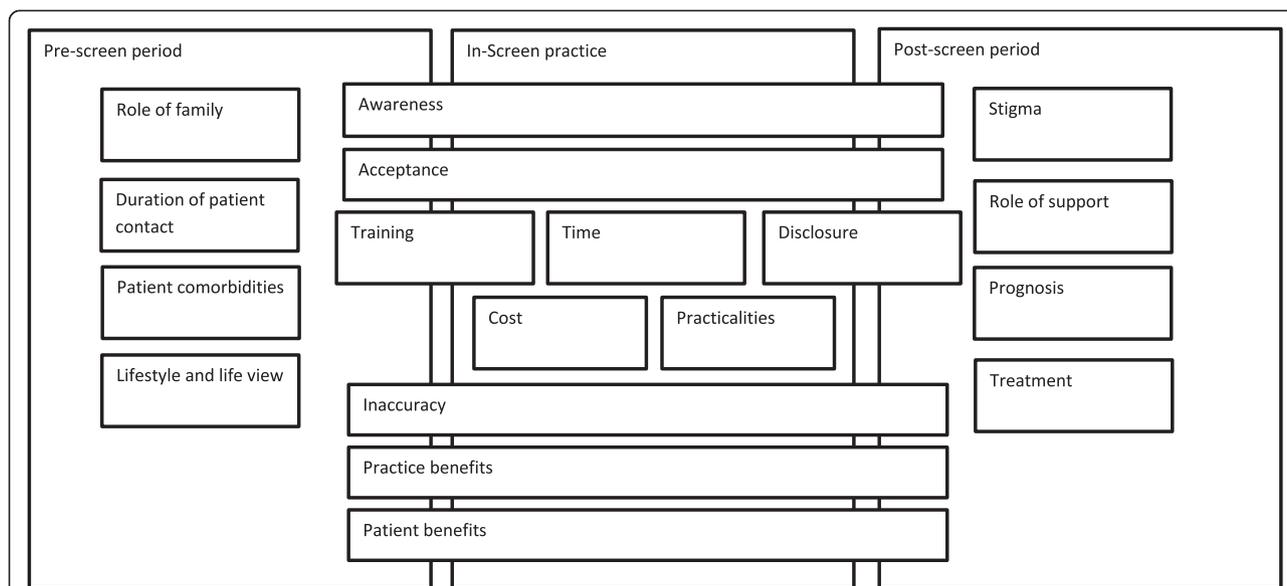 Pre-screen period
In-Screen practice
Post-screen period
Role of family
Awareness
Stigma
Acceptance
Duration of patient
contact
Role of support
Training
Time
Disclosure
Patient comorbidities
Prognosis
Cost
Practicalities
Lifestyle and life view
Treatment
Inaccuracy
Practice benefits
Patient benefits